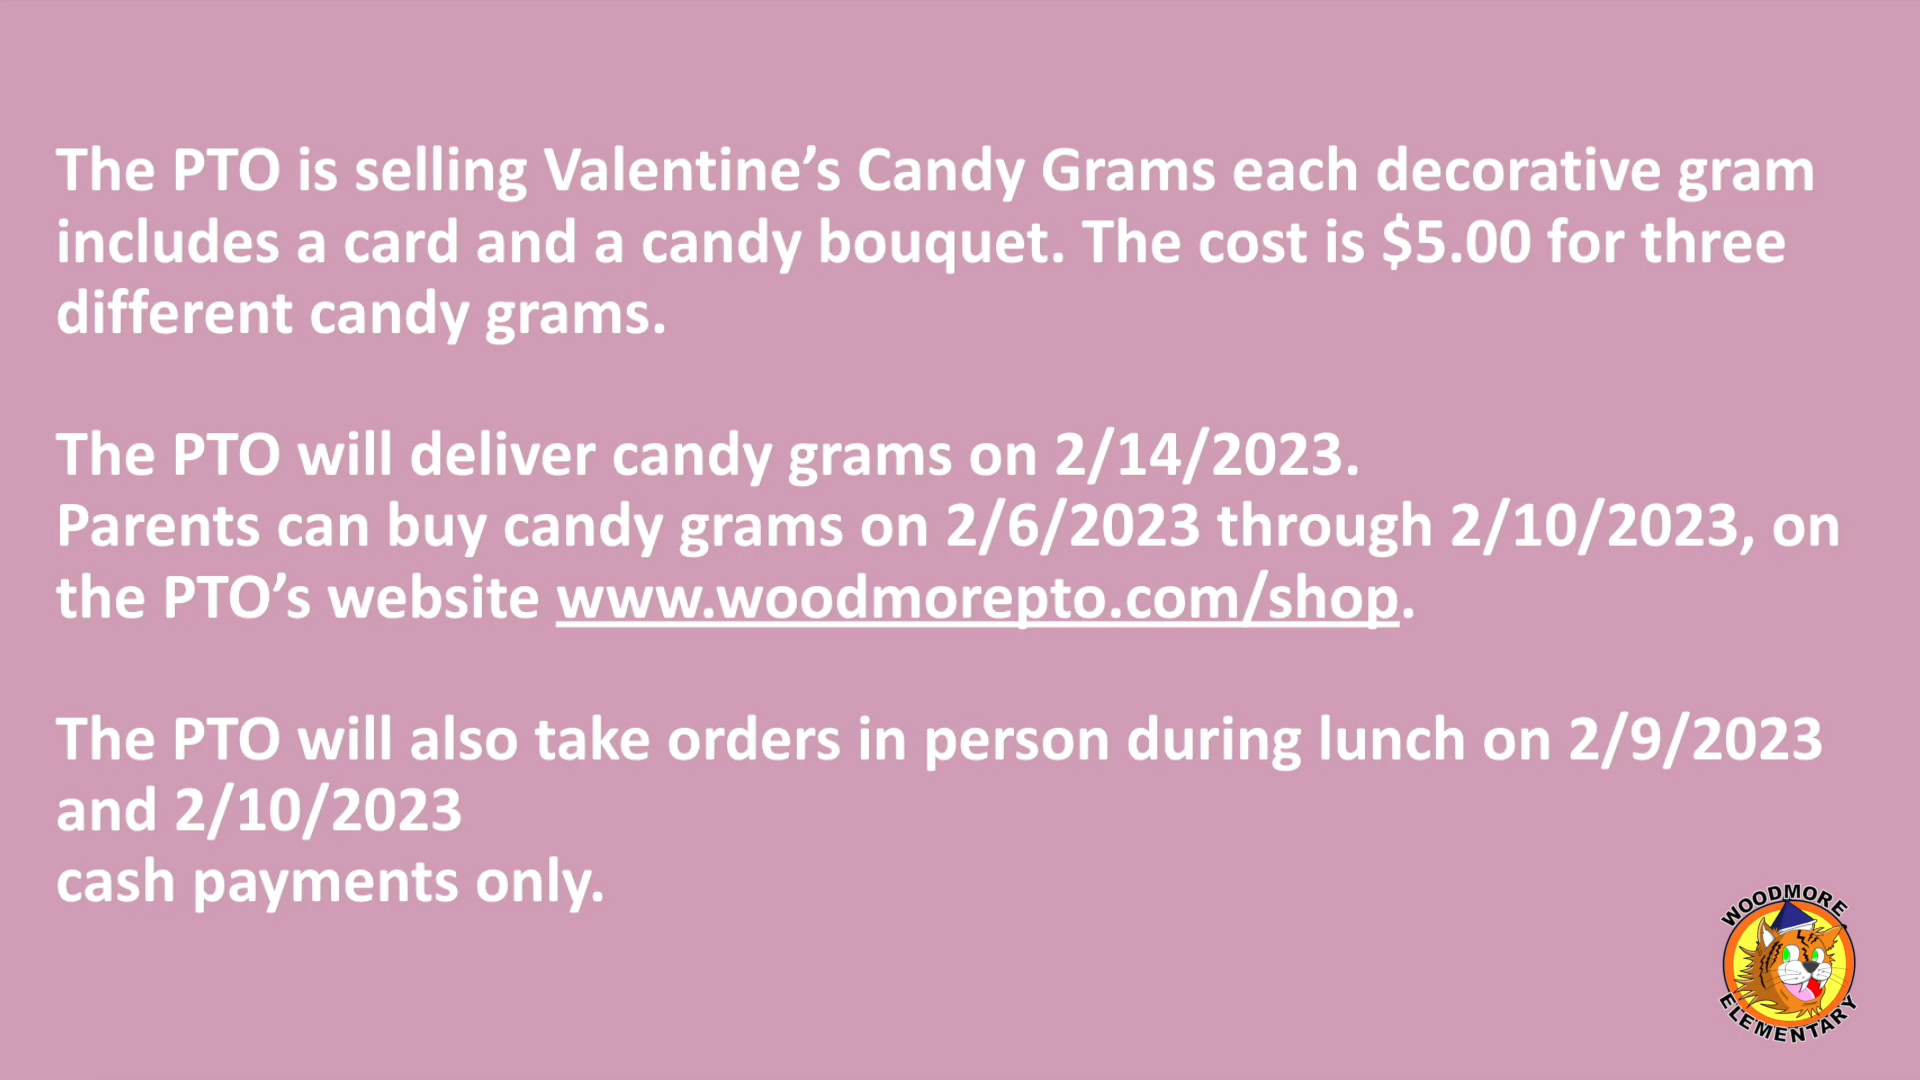 The PTO is selling Valentine’s Candy Grams each decorative gram
includes a card and a candy bouquet. The cost is $5.00 for three
different candy grams.
The PTO will deliver candy grams on 2/14/2023.
Parents can buy candy grams on 2/6/2023 through 2/10/2023, on
the PTO’s website www.woodmorepto.com/shop.
The PTO will also take orders in person during lunch on 2/9/2023
and 2/10/2023
cash payments only.
WOODMORE
ELEMENTARY